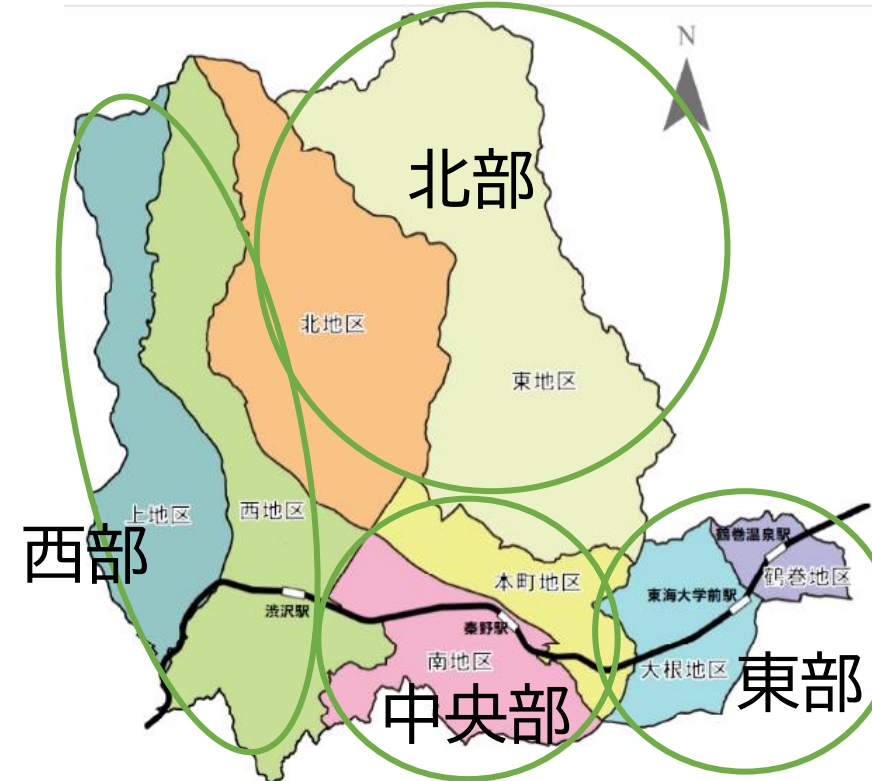 N
北部
北地区
東地区
上地区
西地区
西部
鶴巻温泉駅
鶴巻地区
本町地区
東海大学前駅
渋沢駅
秦野駅
南地区
大根地区
東部
中央部